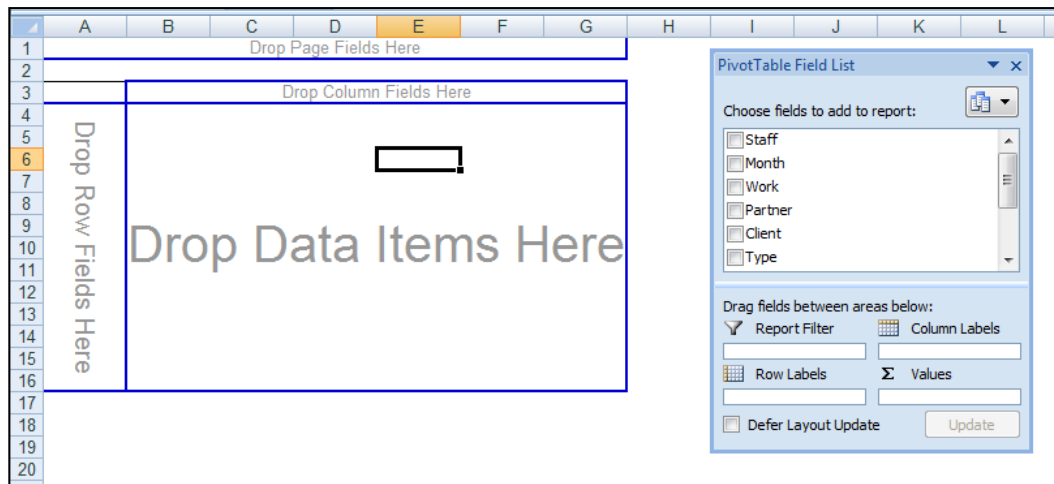 A B C D E F G H I J K L
1 Drop Page Fields Here
2
3 Drop Column Fields Here
4
5
6
7
8
9
10
11
12
13
14
15
16
17
18
19
20
Drop Row Fields Here
Drop Data Items Here
PivotTable Field List
Choose fields to add to report:
Staff
Month
Work
Partner
Client
Type
Drag fields between areas below:
Report Filter Column Labels
Row Labels Σ Values
Defer Layout Update Update